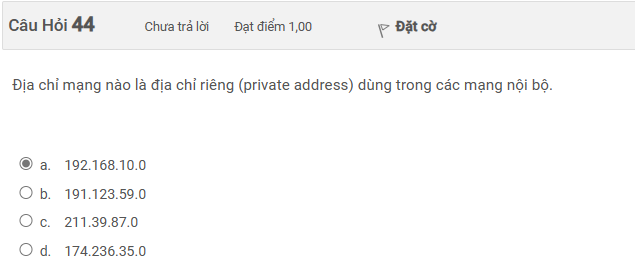 Câu Hỏi 44 Chưa trả lời Đạt điểm 1,00 Đặt cờ
Địa chỉ mạng nào là địa chỉ riêng (private address) dùng trong các mạng nội bộ.
a. 192.168.10.0
b. 191.123.59.0
c. 211.39.87.0
d. 174.236.35.0